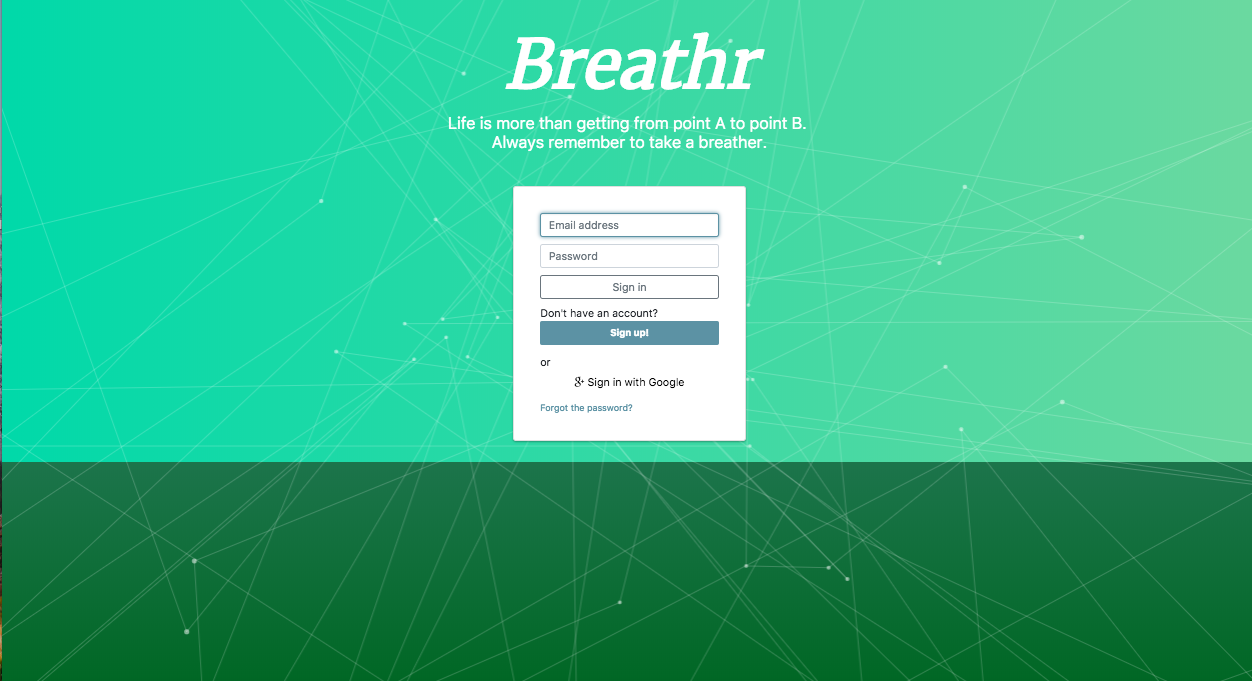 Breathr
Life is more than getting from point A to point B.
Always remember to take a breather.
Email address
Password
Sign in
Don't have an account?
Sign up!
or
Sign in with Google
Forgot the password?